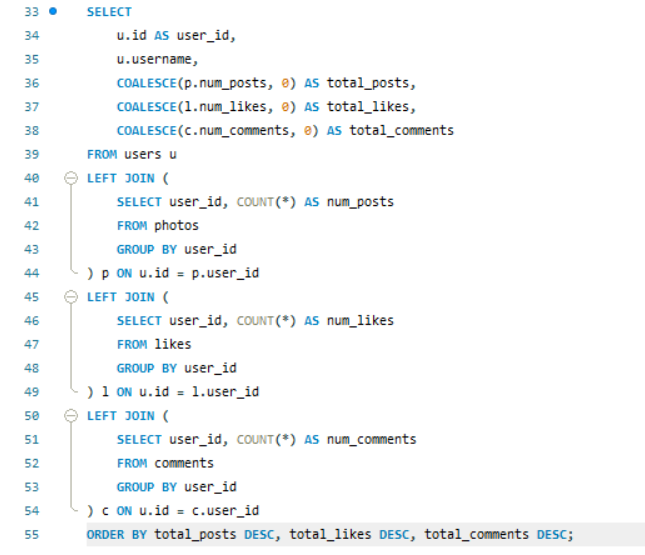 33 SELECT
34 u.id AS user_id,
35 u.username,
36 COALESCE(p.num_posts, 0) AS total_posts,
37 COALESCE(l.num_likes, 0) AS total_likes,
38 COALESCE(c.num_comments, 0) AS total_comments
39 FROM users u
40 LEFT JOIN (
41 SELECT user_id, COUNT(*) AS num_posts
42 FROM photos
43 GROUP BY user_id
44 ) p ON u.id = p.user_id
45 LEFT JOIN (
46 SELECT user_id, COUNT(*) AS num_likes
47 FROM likes
48 GROUP BY user_id
49 ) l ON u.id = l.user_id
50 LEFT JOIN (
51 SELECT user_id, COUNT(*) AS num_comments
52 FROM comments
53 GROUP BY user_id
54 ) c ON u.id = c.user_id
55 ORDER BY total_posts DESC, total_likes DESC, total_comments DESC;